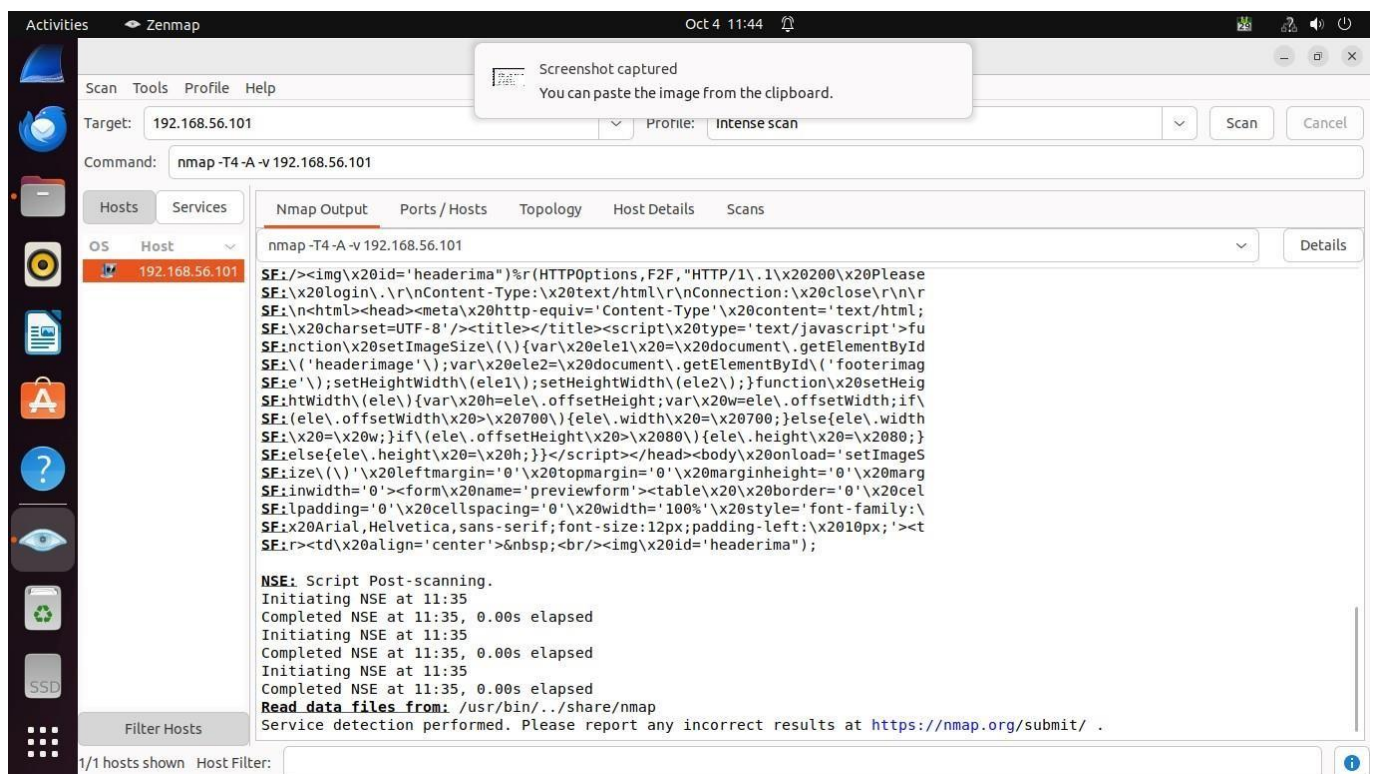 Activities Zenmap Oct 4 11:44
Screenshot captured
You can paste the image from the clipboard.
Scan Tools Profile Help
Target: 192.168.56.101 Profile: Intense scan Scan Cancel
Command: nmap -T4 -A -v 192.168.56.101
Hosts Services Nmap Output Ports / Hosts Topology Host Details Scans
OS Host nmap -T4 -A -v 192.168.56.101 Details
192.168.56.101
SF:/><img\x20id='headerima")%r(HTTPOptions,F2F,"HTTP/1\.1\x20200\x20Please
SF:\x20login\.\r\nContent-Type:\x20text/html\r\nConnection:\x20close\r\n\r
SF:\n<html><head><meta\x20http-equiv='Content-Type'\x20content='text/html;
SF:\x20charset=UTF-8'/><title></title><script\x20type='text/javascript'>fu
SF:nction\x20setImageSize\(\){var\x20ele1\x20=\x20document\.getElementById
SF:\('headerimage'\);var\x20ele2=\x20document\.getElementById\('footerimag
SF:e'\);setHeightWidth\(ele1\);setHeightWidth\(ele2\);}function\x20setHeig
SF:htWidth\(ele\){var\x20h=ele\.offsetHeight;var\x20w=ele\.offsetWidth;if\
SF:(ele\.offsetWidth\x20>\x20700\){ele\.width\x20=\x20700;}else{ele\.width
SF:\x20=\x20w;}if\(ele\.offsetHeight\x20>\x2080\){ele\.height\x20=\x2080;}
SF:else{ele\.height\x20=\x20h;}}</script></head><body\x20onload='setImageS
SF:ize\(\)'\x20leftmargin='0'\x20topmargin='0'\x20marginheight='0'\x20marg
SF:inwidth='0'><form\x20name='previewform'><table\x20\x20border='0'\x20cel
SF:lpadding='0'\x20cellspacing='0'\x20width='100%'\x20style='font-family:\
SF:x20Arial,Helvetica,sans-serif;font-size:12px;padding-left:\x2010px;'><t
SF:r><td\x20align='center'>&nbsp;<br/><img\x20id='headerima");
NSE: Script Post-scanning.
Initiating NSE at 11:35
Completed NSE at 11:35, 0.00s elapsed
Initiating NSE at 11:35
Completed NSE at 11:35, 0.00s elapsed
Initiating NSE at 11:35
Completed NSE at 11:35, 0.00s elapsed
Read data files from: /usr/bin/../share/nmap
Service detection performed. Please report any incorrect results at https://nmap.org/submit/ .
SSD
Filter Hosts
1/1 hosts shown Host Filter: